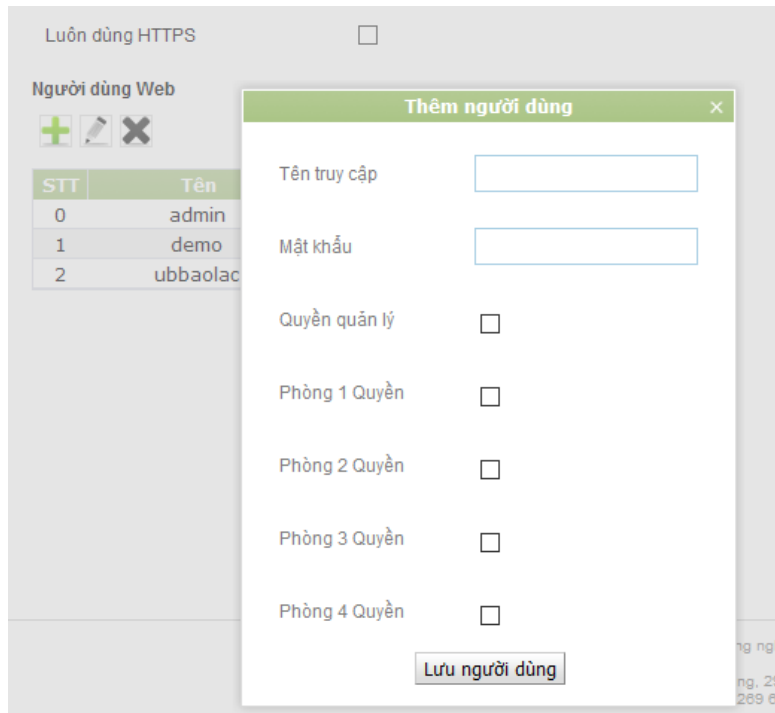 Luôn dùng HTTPS
Người dùng Web
STT Tên
0 admin
1 demo
2 ubbaolac
Thêm người dùng
Tên truy cập
Mật khẩu
Quyền quản lý
Phòng 1 Quyền
Phòng 2 Quyền
Phòng 3 Quyền
Phòng 4 Quyền
Lưu người dùng